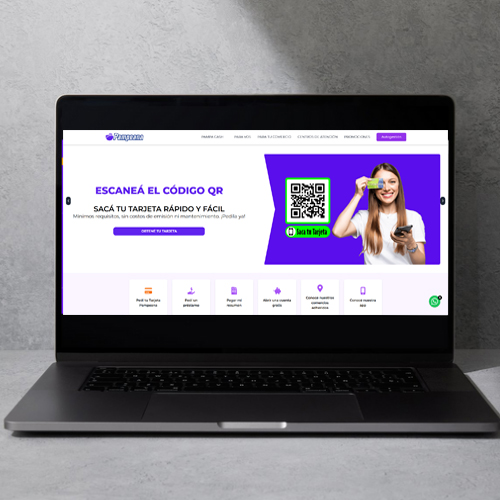 Pampeana
PAMPA CASH
PARA VOS
PARA TU COMERCIO
CENTROS DE ATENCIÓN
ESCANEÁ EL CÓDIGO QR
SACÁ TU TARJETA RÁPIDO Y FÁCIL
Mínimos requisitos, sin costos de emisión ni mantenimiento. ¡Pedila ya!
OBTENÉ TU TARJETA
Sacá tu Tarjeta
Pedí tu Tarjeta
Pampeana
Pedí un
préstamo
Pagar mi
resumen
Abrí una cuenta
gratis
Conocé nuestros
comercios
adheridos
Conocé nuestra
app